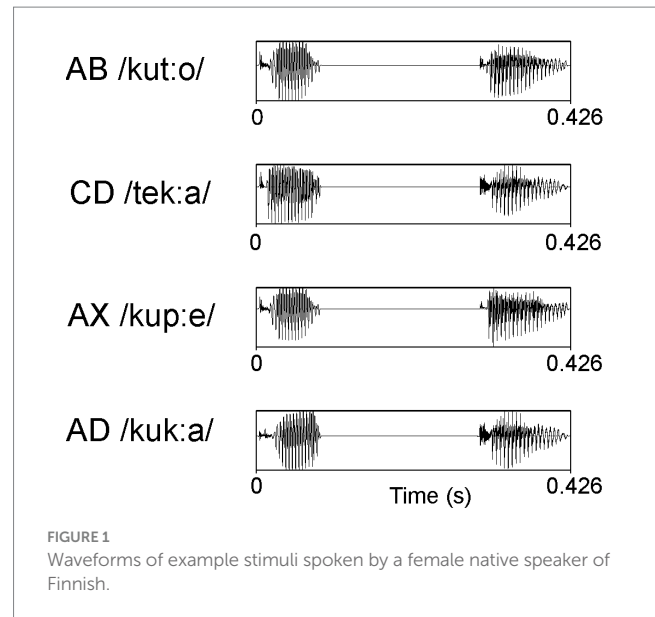 AB /kut:o/
0 0.426
CD /tek:a/
0 0.426
AX /kup:e/
0 0.426
AD /kuk:a/
0 Time (s) 0.426
FIGURE 1
Waveforms of example stimuli spoken by a female native speaker of
Finnish.